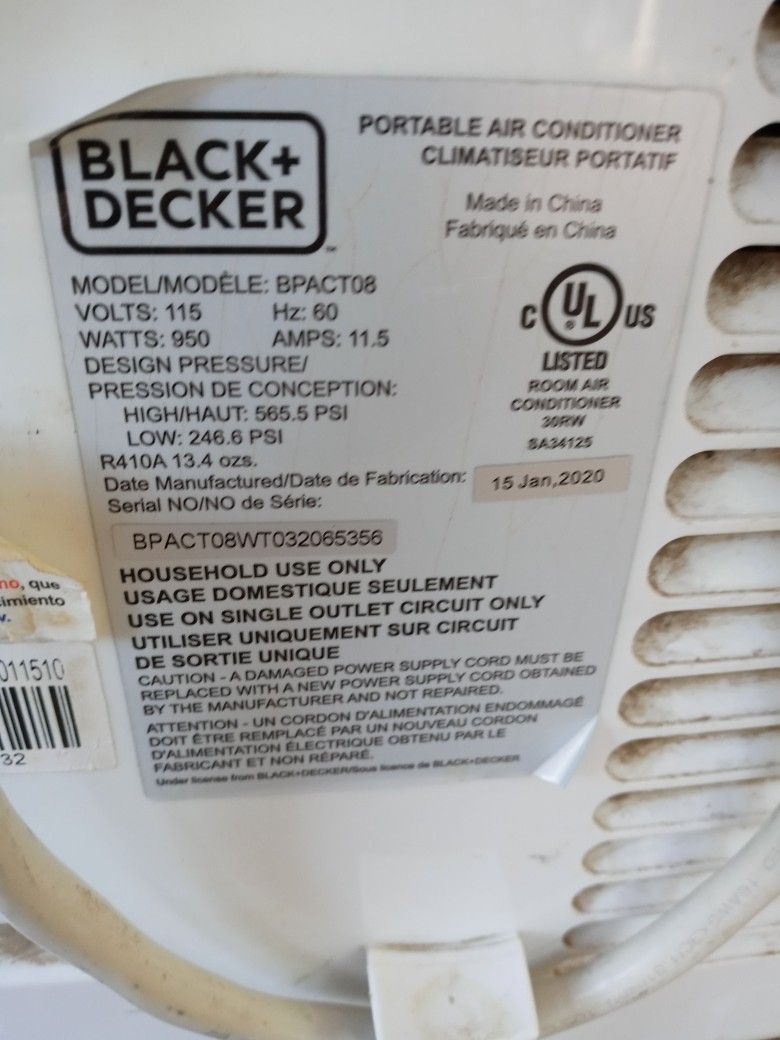 BLACK+
DECKER
PORTABLE AIR CONDITIONER
CLIMATISEUR PORTATIF
Made in China
Fabriqué en China
MODEL/MODÈLE: BPACT08
VOLTS: 115 Hz: 60
WATTS: 950 AMPS: 11.5
DESIGN PRESSURE/
PRESSION DE CONCEPTION:
HIGH/HAUT: 565.5 PSI
LOW: 246.6 PSI
R410A 13.4 ozs.
C UL US
®
LISTED
ROOM AIR
CONDITIONER
30RW
SA34125
Date Manufactured/Date de Fabrication: 15 Jan,2020
Serial NO/NO de Série:
BPACT08WT032065356
HOUSEHOLD USE ONLY
USAGE DOMESTIQUE SEULEMENT
USE ON SINGLE OUTLET CIRCUIT ONLY
UTILISER UNIQUEMENT SUR CIRCUIT
DE SORTIE UNIQUE
CAUTION - A DAMAGED POWER SUPPLY CORD MUST BE
REPLACED WITH A NEW POWER SUPPLY CORD OBTAINED
BY THE MANUFACTURER AND NOT REPAIRED.
ATTENTION - UN CORDON D'ALIMENTATION ENDOMMAGÉ
DOIT ÊTRE REMPLACÉ PAR UN NOUVEAU CORDON
D'ALIMENTATION ÉLECTRIQUE OBTENU PAR LE
FABRICANT ET NON RÉPARÉ.
Under license from BLACK+DECKER/Sous licence de BLACK+DECKER
no, que
imiento
v.
011510
32